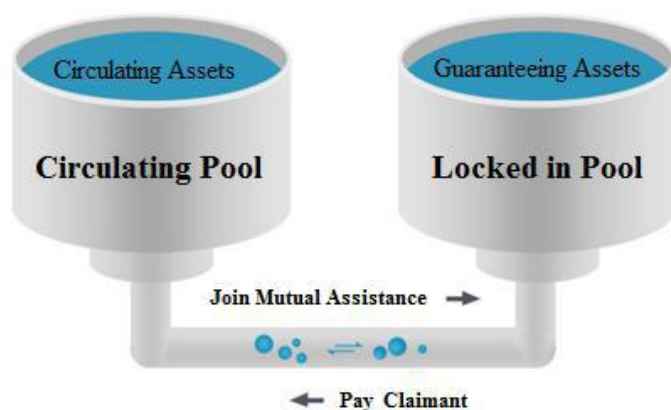 Circulating Assets
Guaranteeing Assets
Circulating Pool
Locked in Pool
Join Mutual Assistance
Pay Claimant